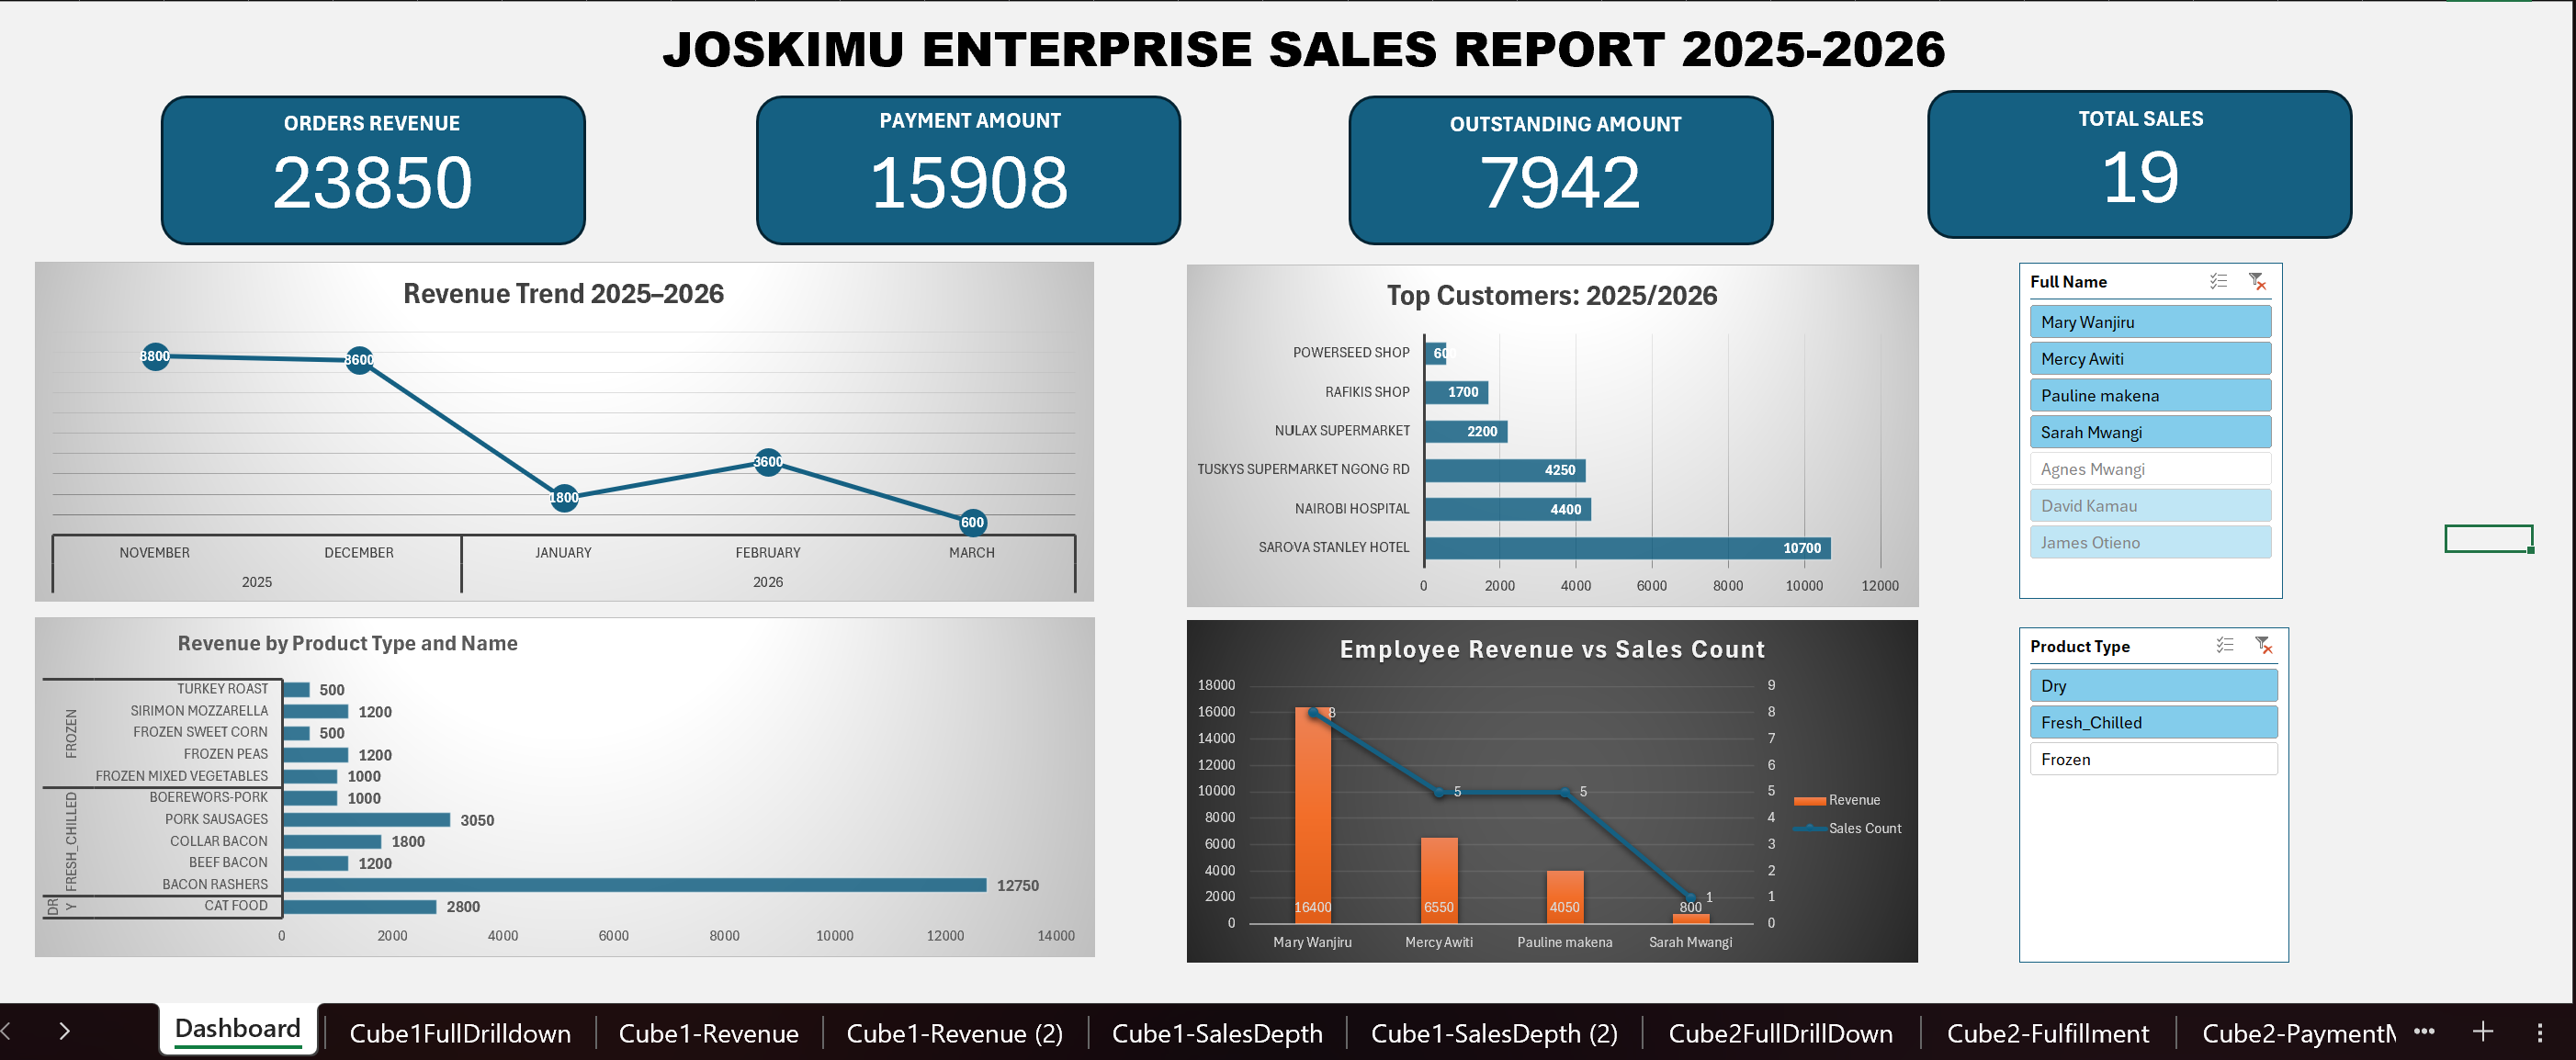 JOSKIMU ENTERPRISE SALES REPORT 2025-2026
ORDERS REVENUE
23850
PAYMENT AMOUNT
15908
OUTSTANDING AMOUNT
7942
TOTAL SALES
19
Revenue Trend 2025–2026
8800
8600
1800
3600
600
NOVEMBER
DECEMBER
JANUARY
FEBRUARY
MARCH
2025
2026
Top Customers: 2025/2026
POWERSEED SHOP
600
RAFIKIS SHOP
1700
NULAX SUPERMARKET
2200
TUSKYS SUPERMARKET NGONG RD
4250
NAIROBI HOSPITAL
4400
SAROVA STANLEY HOTEL
10700
0 2000 4000 6000 8000 10000 12000
Full Name
Mary Wanjiru
Mercy Awiti
Pauline makena
Sarah Mwangi
Agnes Mwangi
David Kamau
James Otieno
Revenue by Product Type and Name
FROZEN
TURKEY ROAST 500
SIRIMON MOZZARELLA 1200
FROZEN SWEET CORN 500
FROZEN PEAS 1200
FROZEN MIXED VEGETABLES 1000
FRESH_CHILLED
BOEREWORS-PORK 1000
PORK SAUSAGES 3050
COLLAR BACON 1800
BEEF BACON 1200
BACON RASHERS 12750
DR
Y
CAT FOOD 2800
0 2000 4000 6000 8000 10000 12000 14000
Employee Revenue vs Sales Count
18000
16000
14000
12000
10000
8000
6000
4000
2000
0
9
8
7
6
5
4
3
2
1
0
8
5
5
1
16400
6550
4050
800
Mary Wanjiru
Mercy Awiti
Pauline makena
Sarah Mwangi
Revenue
Sales Count
Product Type
Dry
Fresh_Chilled
Frozen
Dashboard
Cube1FullDrilldown
Cube1-Revenue
Cube1-Revenue (2)
Cube1-SalesDepth
Cube1-SalesDepth (2)
Cube2FullDrillDown
Cube2-Fulfillment
Cube2-Payment